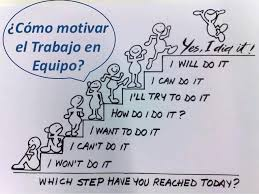 ¿Cómo motivar
el Trabajo en
Equipo?
Yes, I did it!
I WILL DO IT
I CAN DO IT
I'LL TRY TO DO IT
HOW DO I DO IT?
I WANT TO DO IT
I CAN'T DO IT
I WON'T DO IT
WHICH STEP HAVE YOU REACHED TODAY?